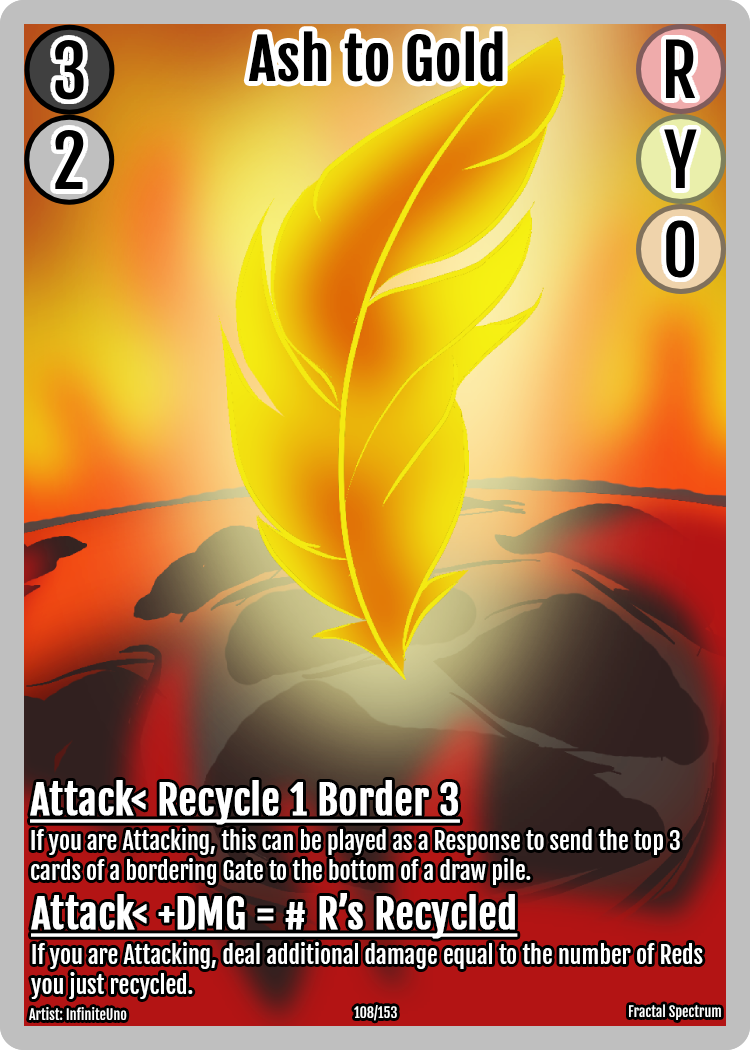 3
Ash to Gold
R
2
Y
O
Attack< Recycle 1 Border 3
If you are Attacking, this can be played as a Response to send the top 3
cards of a bordering Gate to the bottom of a draw pile.
Attack< +DMG = # R’s Recycled
If you are Attacking, deal additional damage equal to the number of Reds
you just recycled.
Artist: InfiniteUno
108/153
Fractal Spectrum